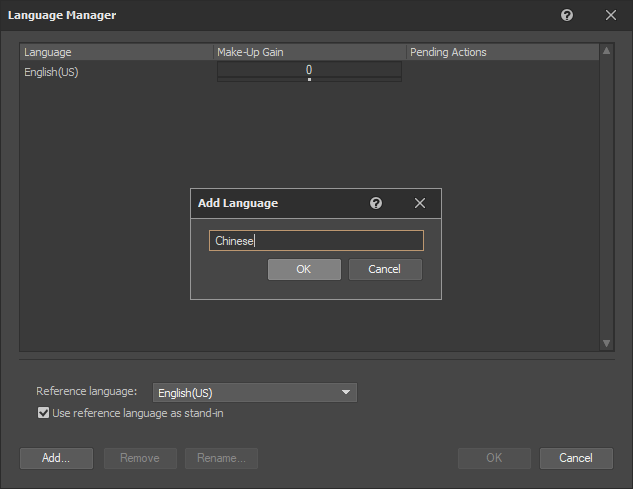 Language Manager
Language Make-Up Gain Pending Actions
English(US) 0
Add Language
Chinese
OK Cancel
Reference language: English(US)
Use reference language as stand-in
Add... Remove Rename... OK Cancel